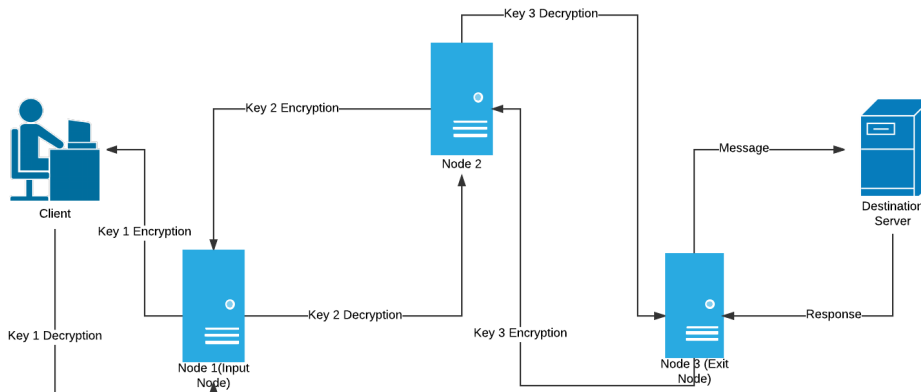 Key 3 Decryption
Key 2 Encryption
Node 2
Message
Client
Destination
Server
Key 1 Encryption
Key 2 Decryption
Response
Key 1 Decryption
Key 3 Encryption
Node 1(Input
Node)
Node 3 (Exit
Node)